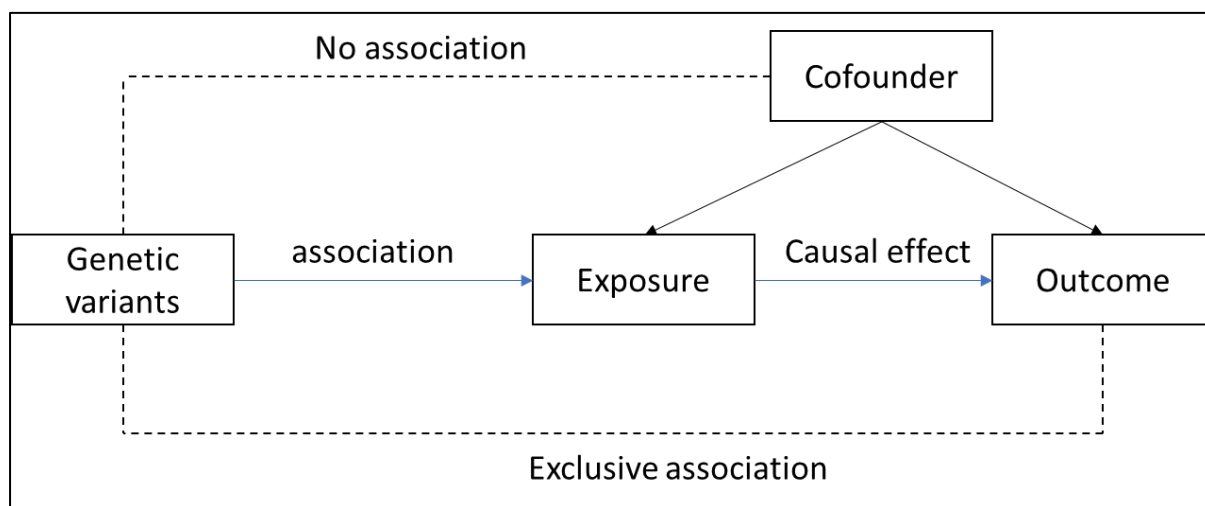 No association
Cofounder
Genetic
variants
association
Exposure
Causal effect
Outcome
Exclusive association